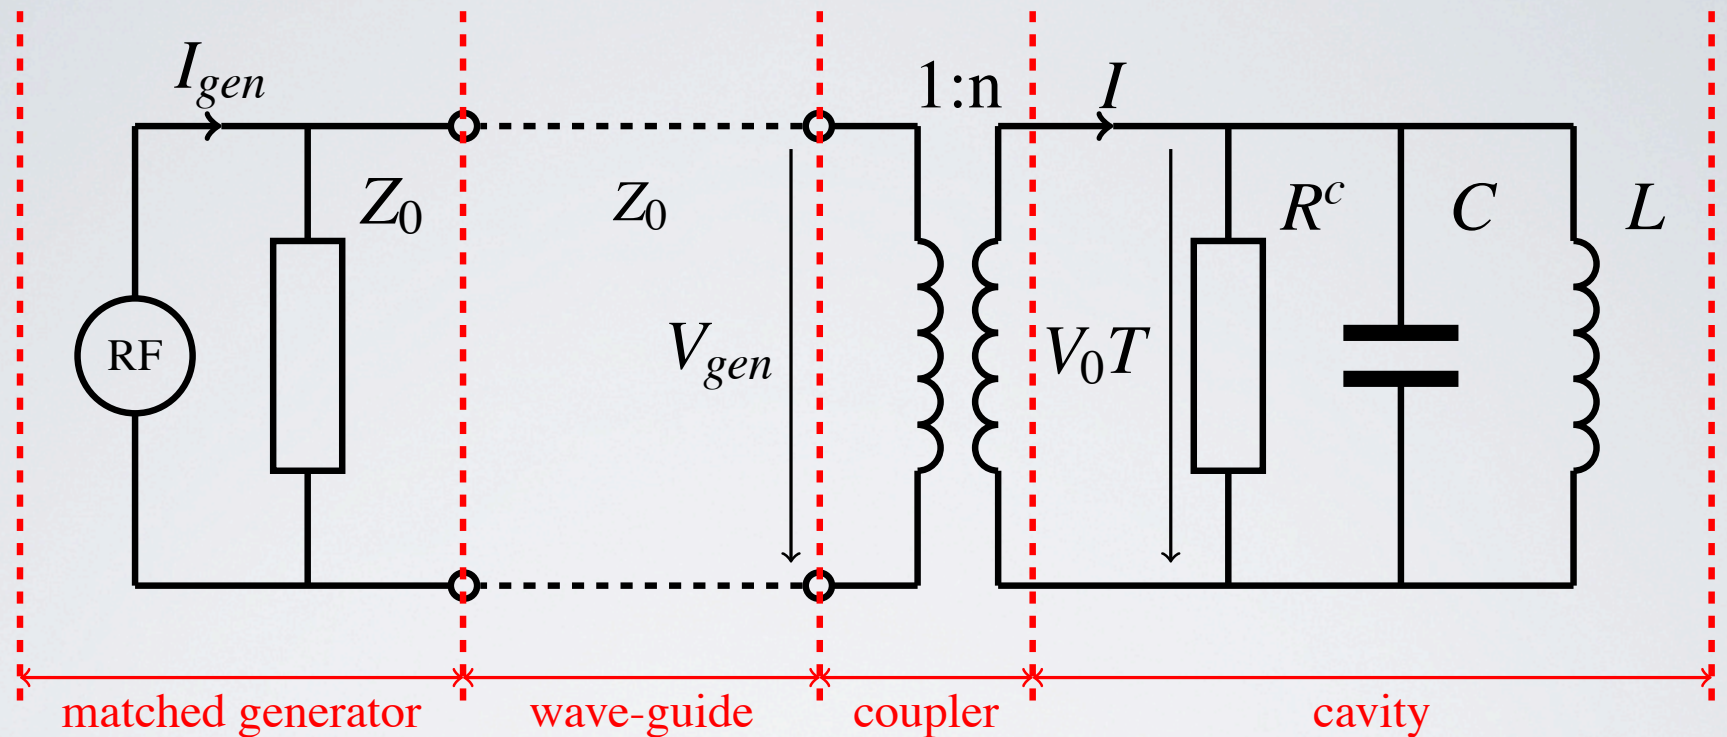 I_gen
1:n
I
Z_0
Z_0
R^c
C
L
V_gen
V_0T
RF
matched generator
wave-guide
coupler
cavity